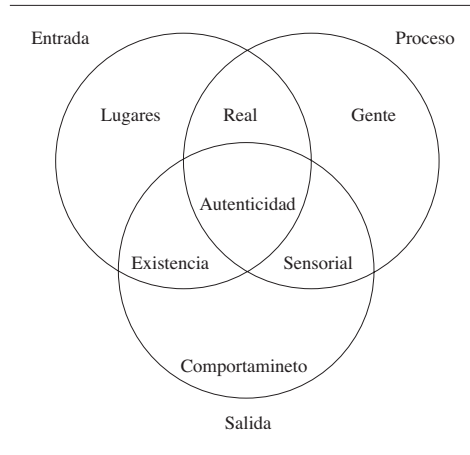 Entrada Proceso
Lugares Real Gente
Autenticidad
Existencia Sensorial
Comportamineto
Salida